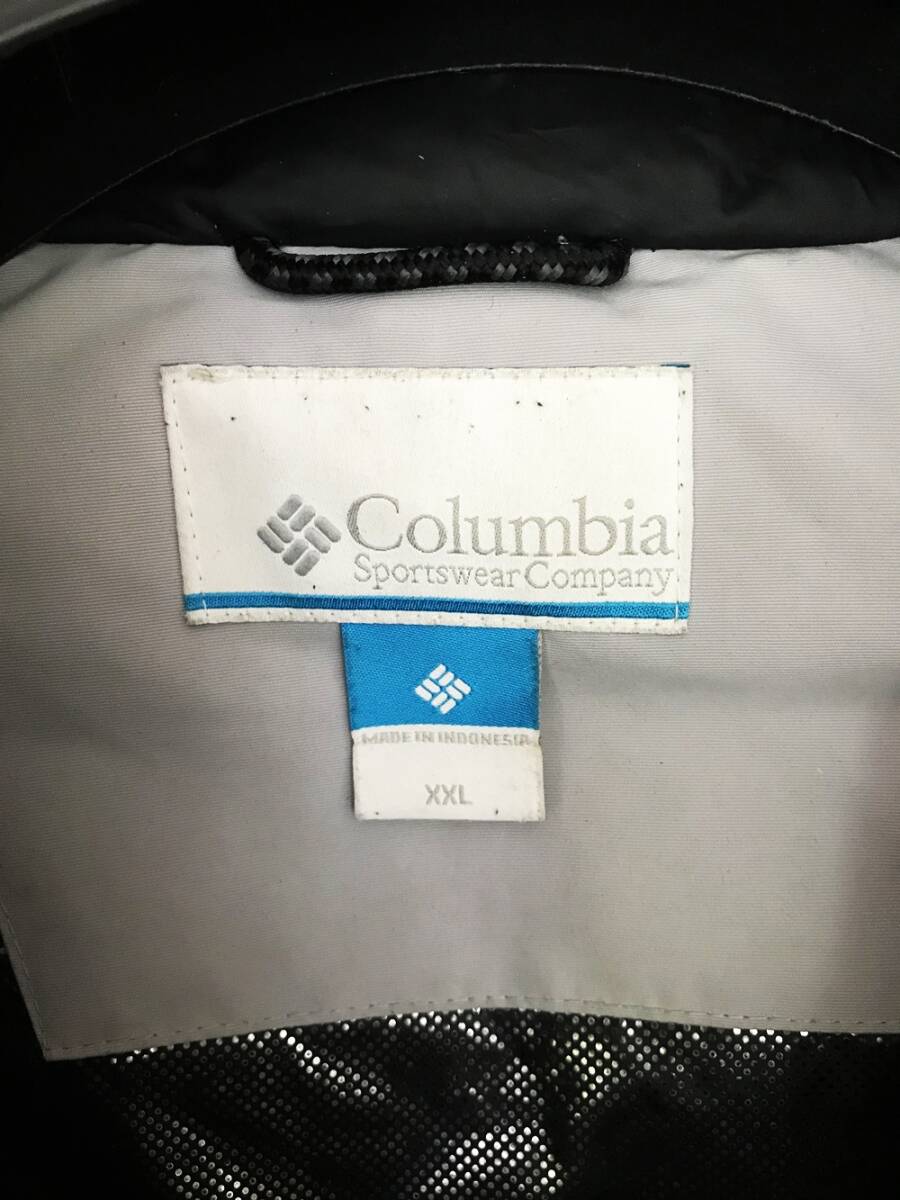 Columbia
Sportswear Company
MADE IN INDONESIA
XXL